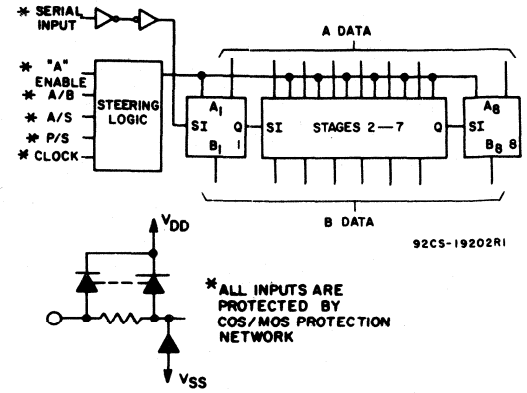 * SERIAL
INPUT
A DATA
* "A"
ENABLE
* A/B
* A/S
* P/S
* CLOCK
STEERING
LOGIC
A1
SI Q
B1 1
SI STAGES 2—7 Q
A8
SI
B8 8
B DATA
92CS-19202R1
VDD
*ALL INPUTS ARE
PROTECTED BY
COS/MOS PROTECTION
NETWORK
VSS